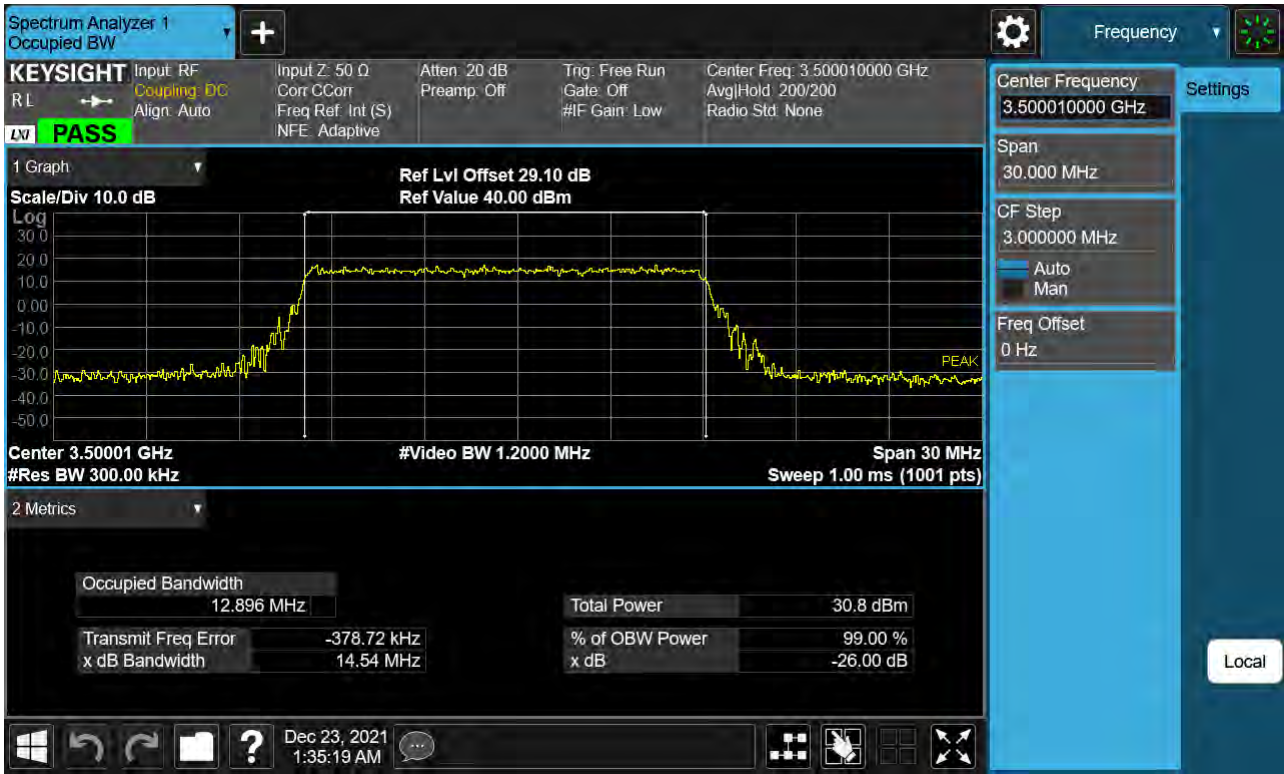 Spectrum Analyzer 1
Occupied BW
+
Frequency
KEYSIGHT
RL
LXI
PASS
Input: RF
Coupling: DC
Align: Auto
Input Z: 50 Ω
Corr CCorr
Freq Ref: Int (S)
NFE: Adaptive
Atten: 20 dB
Preamp: Off
Trig: Free Run
Gate: Off
#IF Gain: Low
Center Freq: 3.500010000 GHz
Avg|Hold: 200/200
Radio Std: None
1 Graph
Scale/Div 10.0 dB
Ref Lvl Offset 29.10 dB
Ref Value 40.00 dBm
Log
30.0
20.0
10.0
0.00
-10.0
-20.0
-30.0
-40.0
-50.0
PEAK
Center 3.50001 GHz
#Res BW 300.00 kHz
#Video BW 1.2000 MHz
Span 30 MHz
Sweep 1.00 ms (1001 pts)
2 Metrics
Occupied Bandwidth
12.896 MHz
Total Power 30.8 dBm
Transmit Freq Error -378.72 kHz
% of OBW Power 99.00 %
x dB Bandwidth 14.54 MHz
x dB -26.00 dB
Center Frequency
3.500010000 GHz
Settings
Span
30.000 MHz
CF Step
3.000000 MHz
Auto
Man
Freq Offset
0 Hz
Local
?
Dec 23, 2021
1:35:19 AM